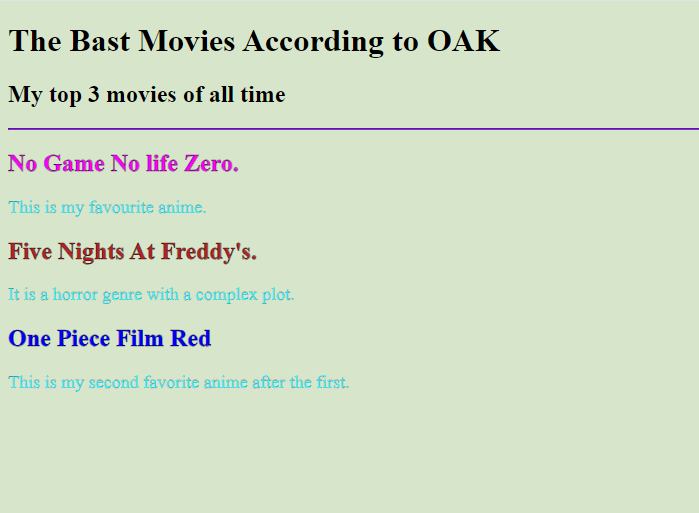 The Bast Movies According to OAK
My top 3 movies of all time
No Game No life Zero.
This is my favourite anime.
Five Nights At Freddy's.
It is a horror genre with a complex plot.
One Piece Film Red
This is my second favorite anime after the first.